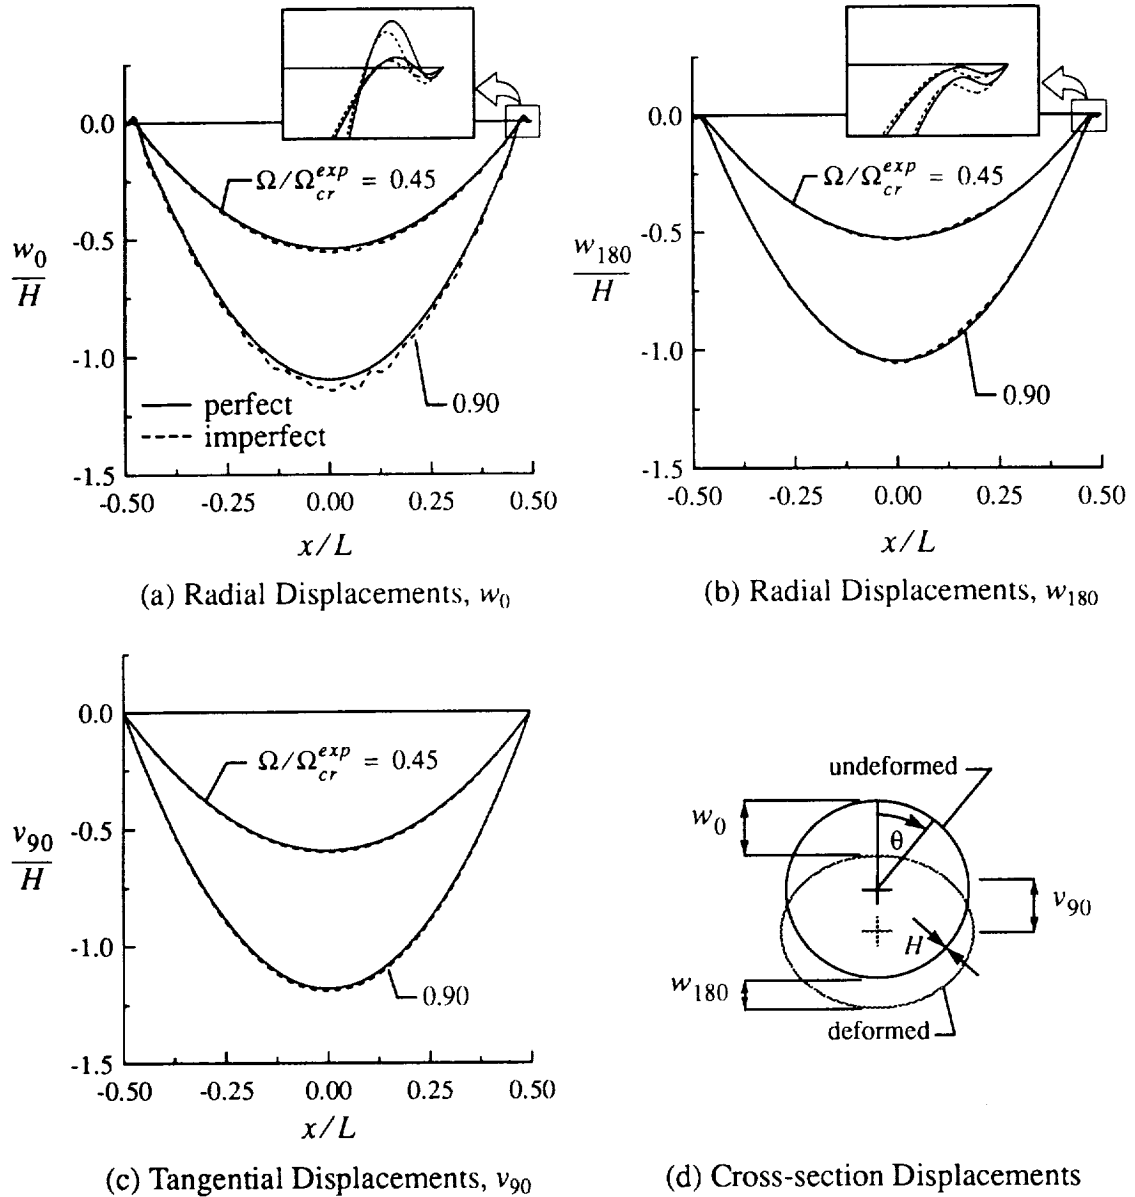 0.0
-0.5
-1.0
-1.5
w0
H
Ω/Ω^exp_cr = 0.45
0.90
perfect
imperfect
-0.50 -0.25 0.00 0.25 0.50
x/L
(a) Radial Displacements, w0
0.0
-0.5
-1.0
-1.5
w180
H
Ω/Ω^exp_cr = 0.45
0.90
-0.50 -0.25 0.00 0.25 0.50
x/L
(b) Radial Displacements, w180
0.0
-0.5
-1.0
-1.5
v90
H
Ω/Ω^exp_cr = 0.45
0.90
-0.50 -0.25 0.00 0.25 0.50
x/L
(c) Tangential Displacements, v90
undeformed
w0
θ
v90
H
w180
deformed
(d) Cross-section Displacements